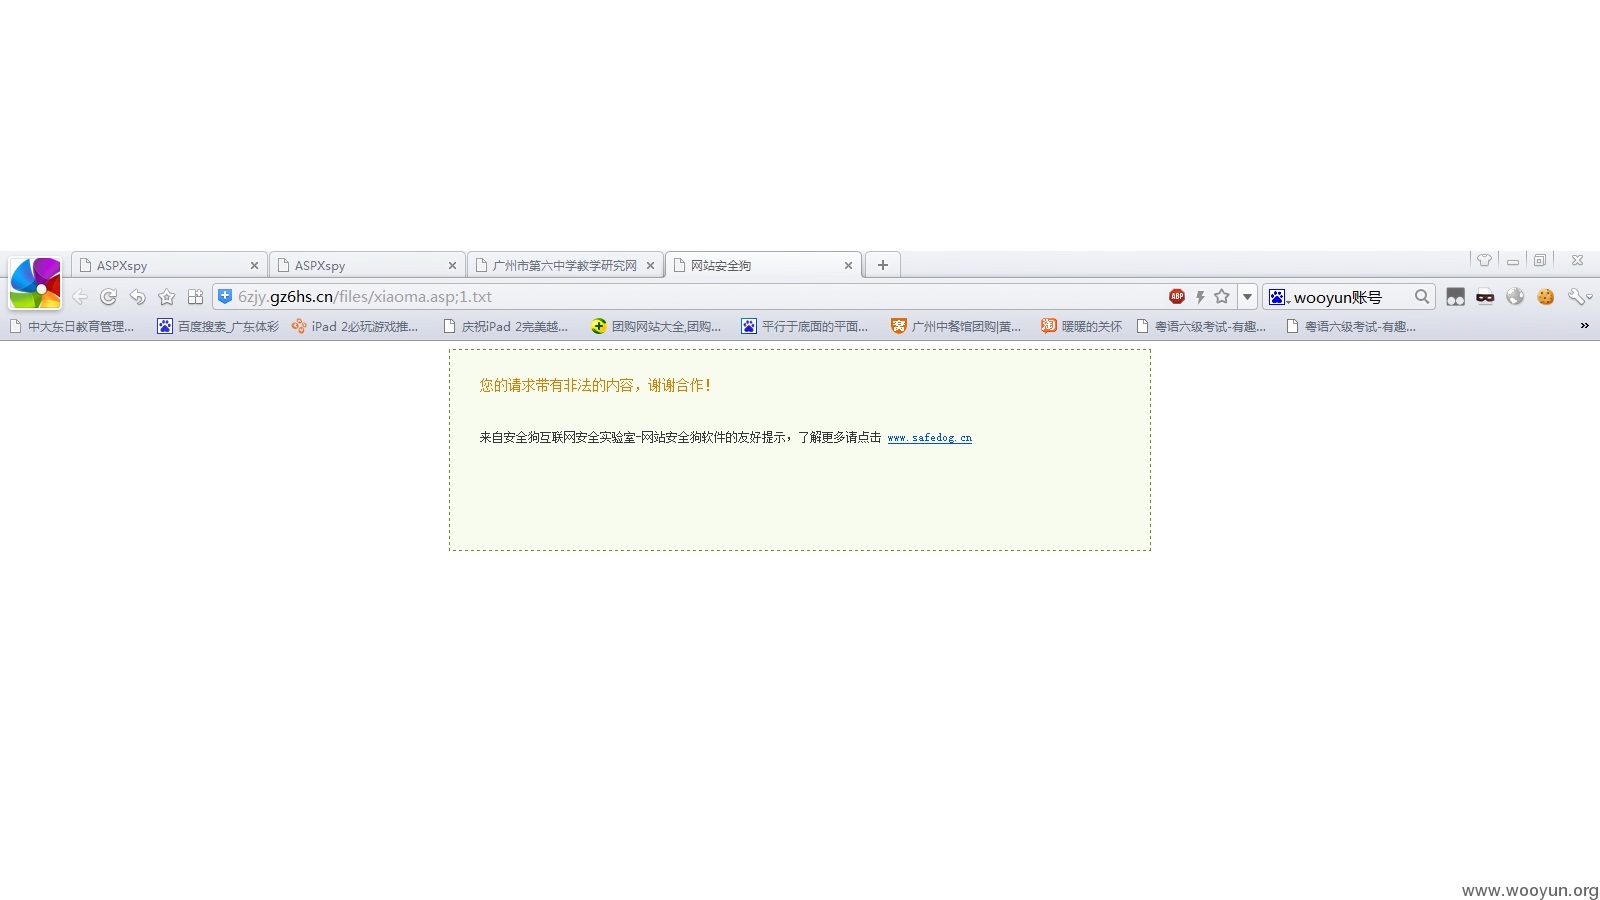 ASPXspy
ASPXspy
广州市第六中学教学研究网
网站安全狗
6zjy.gz6hs.cn/files/xiaoma.asp;1.txt
ABP
wooyun账号
中大东日教育管理...
百度搜索_广东体彩
iPad 2必玩游戏推...
庆祝iPad 2完美越...
团购网站大全,团购...
平行于底面的平面...
广州中餐馆团购|黄...
暖暖的关怀
粤语六级考试-有趣...
粤语六级考试-有趣...
您的请求带有非法的内容，谢谢合作！
来自安全狗互联网安全实验室-网站安全狗软件的友好提示，了解更多请点击 www.safedog.cn
www.wooyun.org